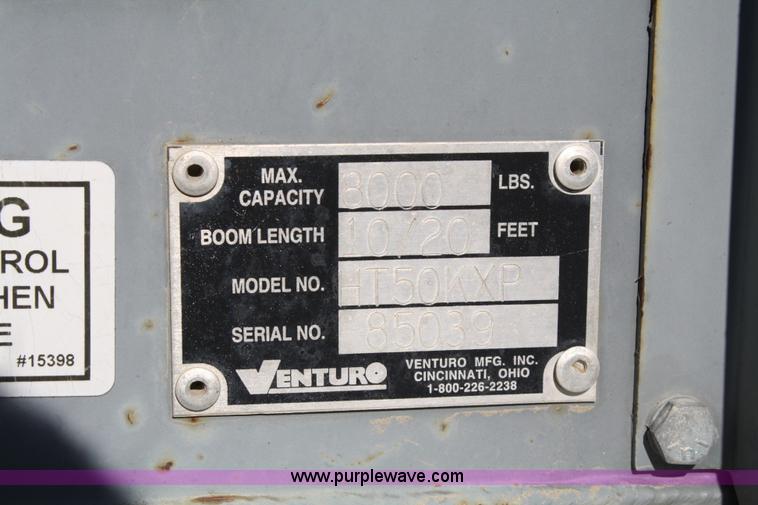 G
ROL
HEN
E
#15398
MAX. CAPACITY 8000 LBS.
BOOM LENGTH 10/20 FEET
MODEL NO. HT50KXP
SERIAL NO. 85039
VENTURO
VENTURO MFG. INC.
CINCINNATI, OHIO
1-800-226-2238
www.purplewave.com